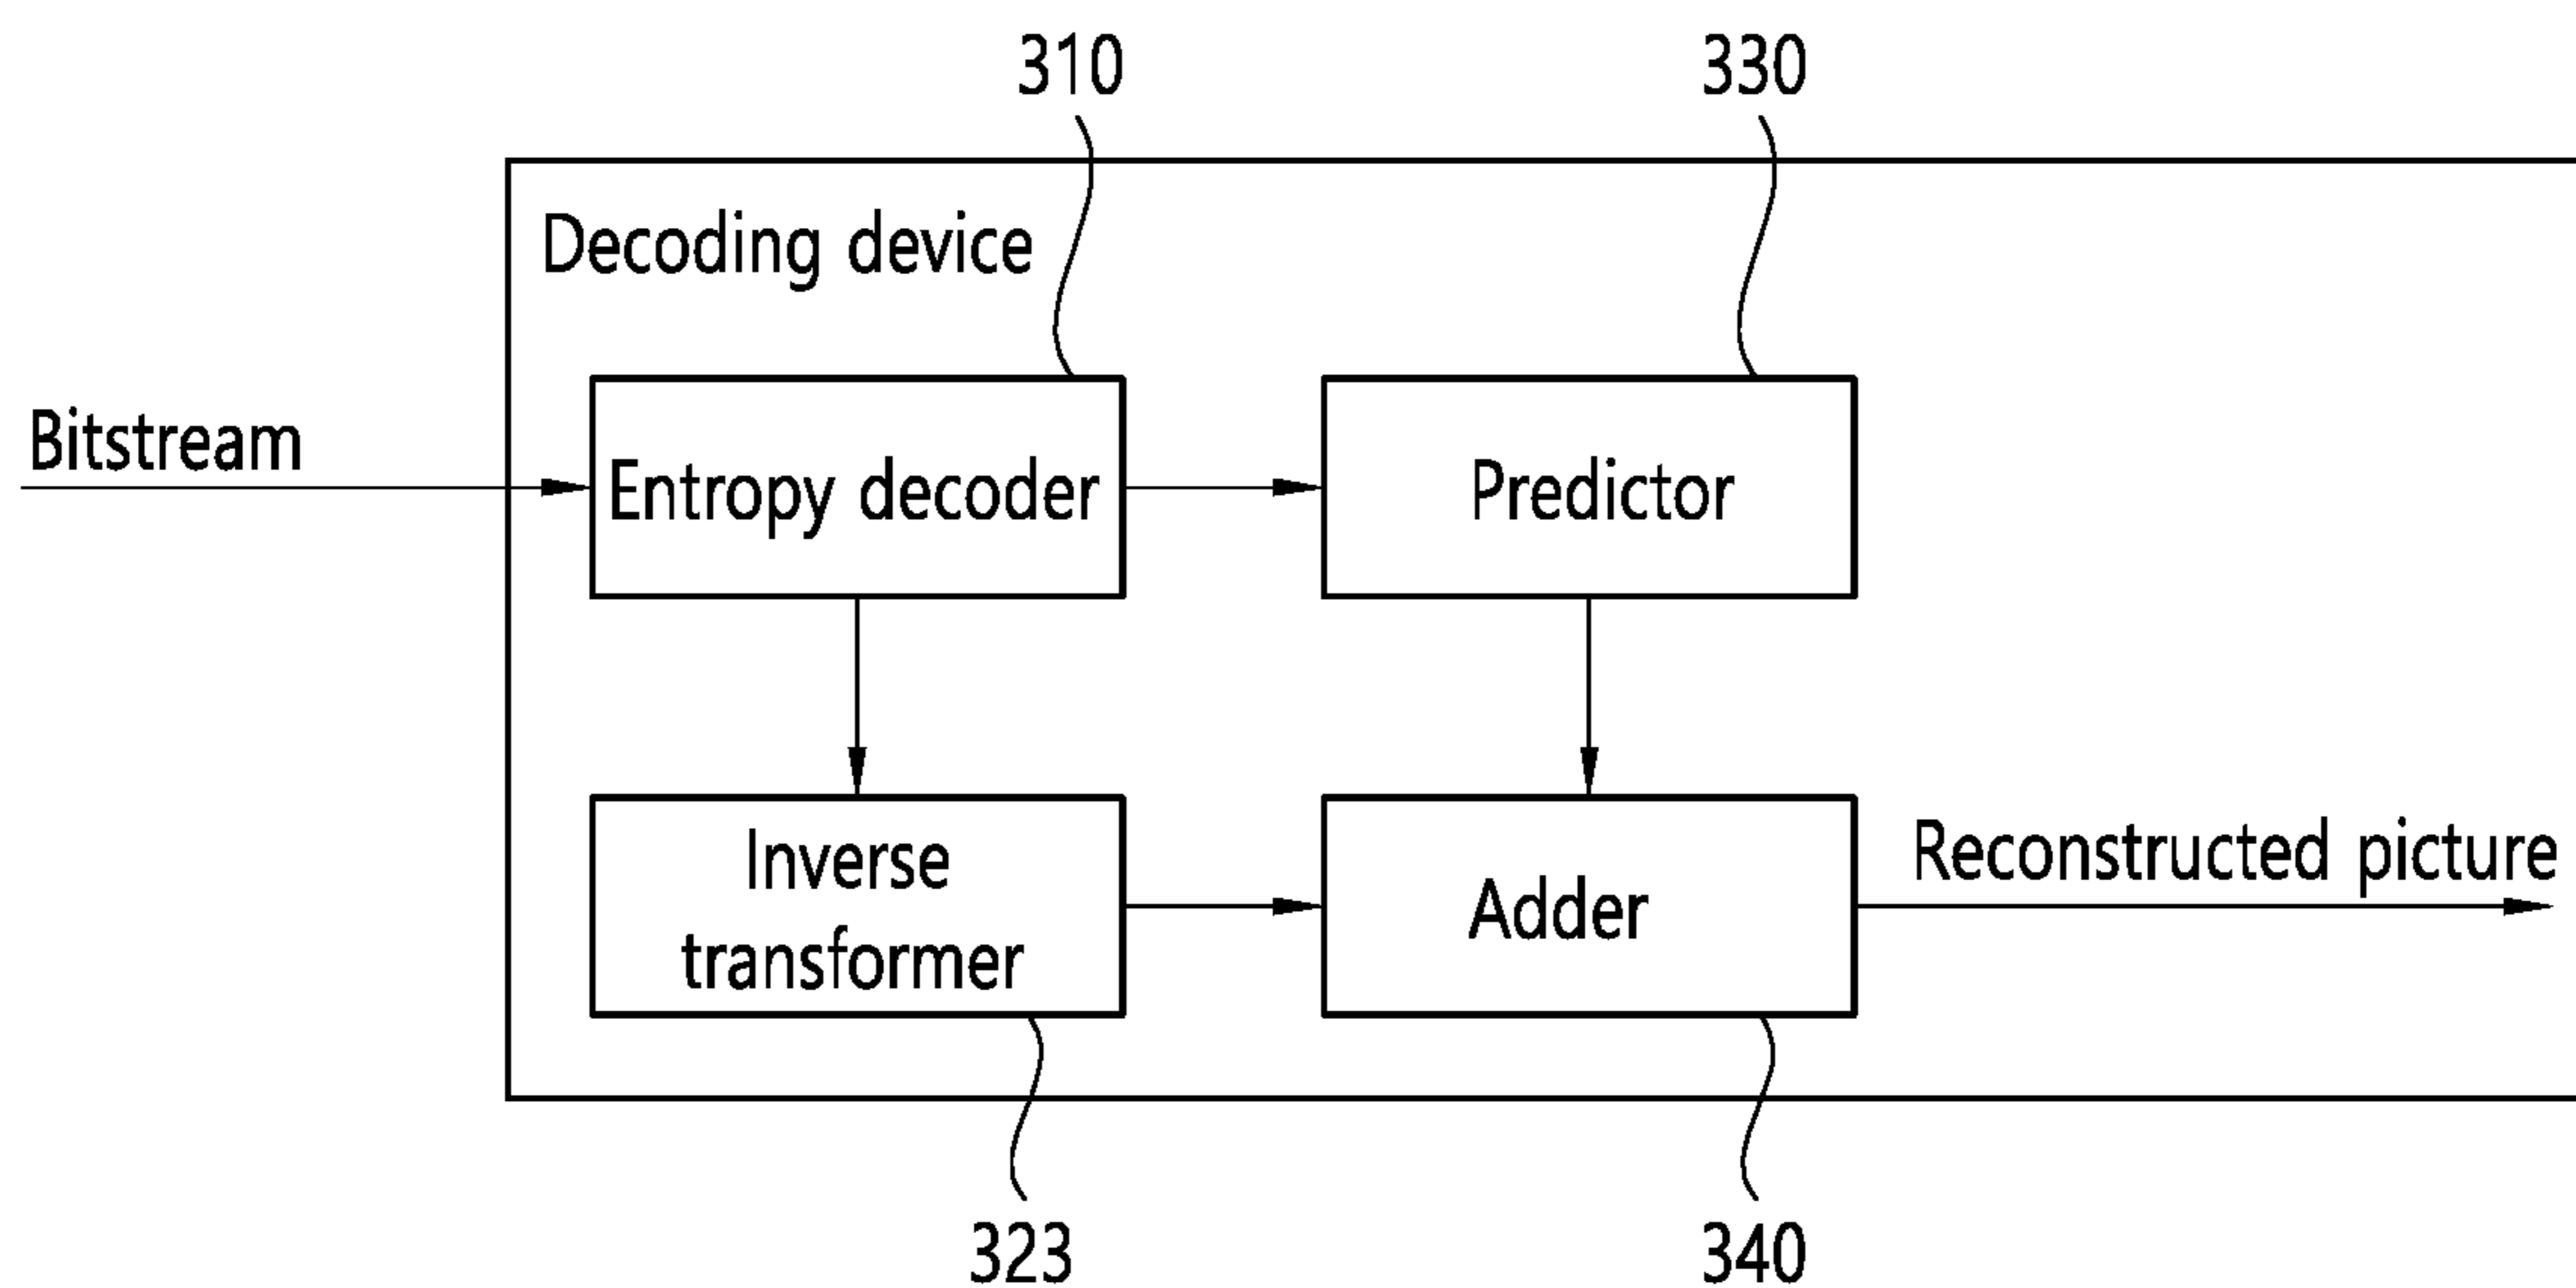 310
330
Decoding device
Bitstream
Entropy decoder
Predictor
Inverse
transformer
Adder
Reconstructed picture
323
340